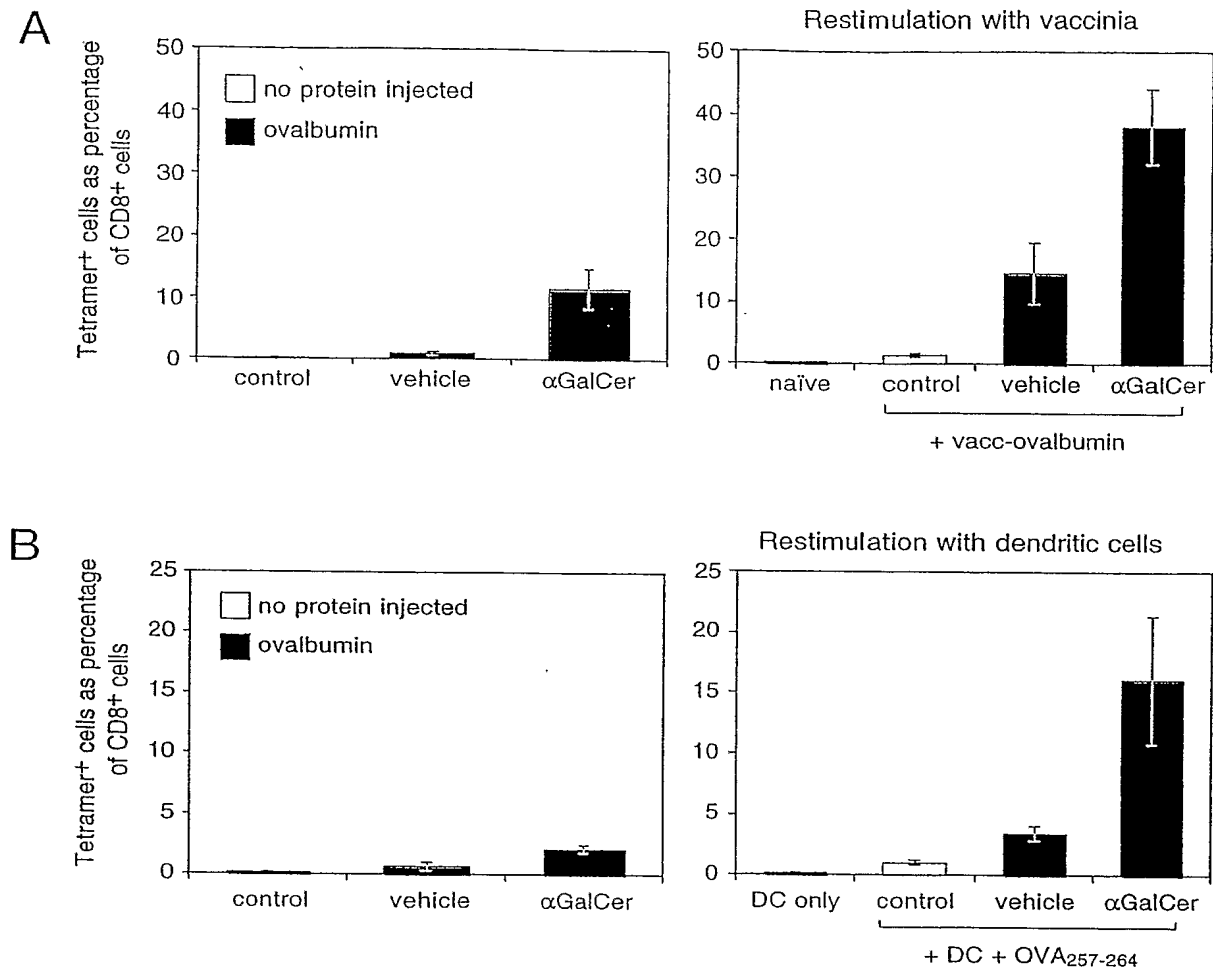 A
Restimulation with vaccinia
Tetramer+ cells as percentage
of CD8+ cells
50
40
30
20
10
0
no protein injected
ovalbumin
control
vehicle
αGalCer
50
40
30
20
10
0
naïve
control
vehicle
αGalCer
+ vacc-ovalbumin
B
Restimulation with dendritic cells
Tetramer+ cells as percentage
of CD8+ cells
25
20
15
10
5
0
no protein injected
ovalbumin
control
vehicle
αGalCer
25
20
15
10
5
0
DC only
control
vehicle
αGalCer
+ DC + OVA257-264